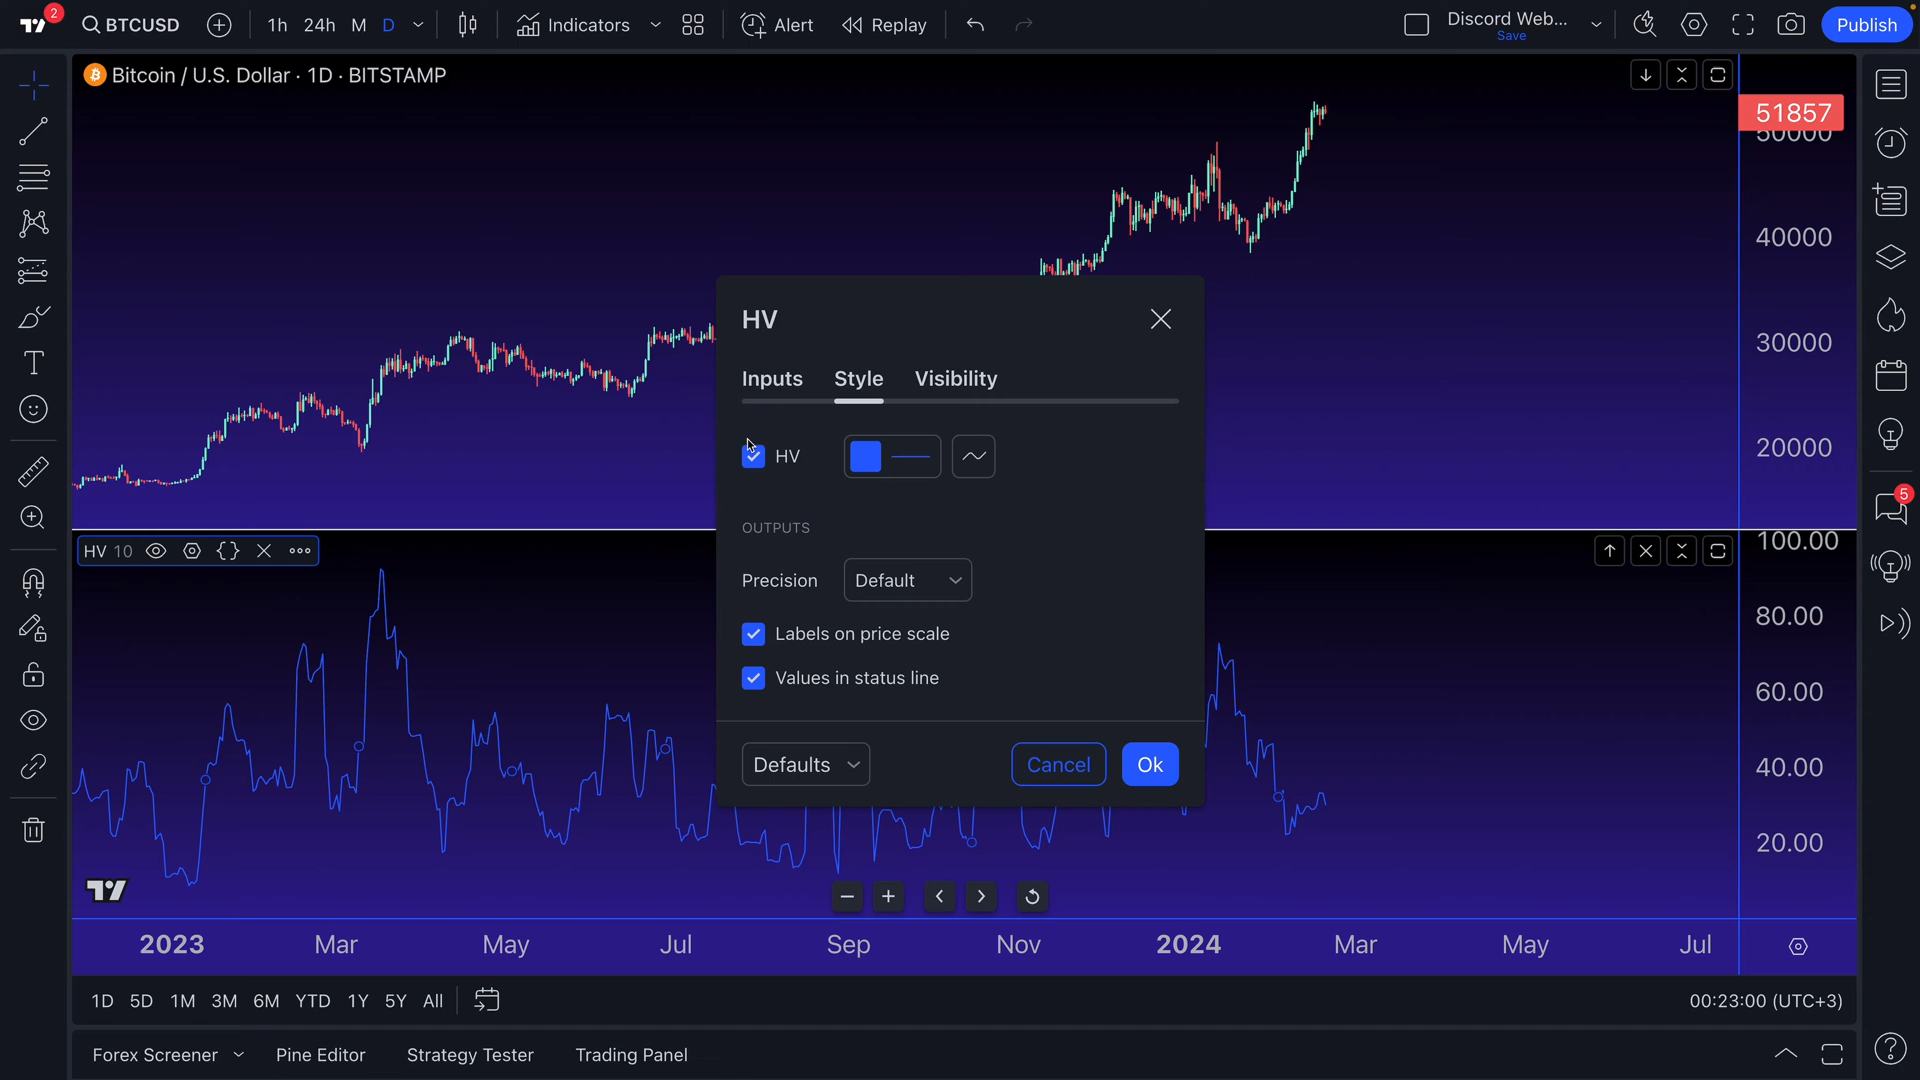 2
BTCUSD
1h 24h M D
Indicators
Alert
Replay
Discord Web...
Save
Publish
Bitcoin / U.S. Dollar · 1D · BITSTAMP
51857
50000
40000
30000
20000
HV
Inputs Style Visibility
HV
OUTPUTS
Precision Default
Labels on price scale
Values in status line
Defaults Cancel Ok
HV 10
100.00
80.00
60.00
40.00
20.00
5
2023 Mar May Jul Sep Nov 2024 Mar May Jul
1D 5D 1M 3M 6M YTD 1Y 5Y All
00:23:00 (UTC+3)
Forex Screener Pine Editor Strategy Tester Trading Panel